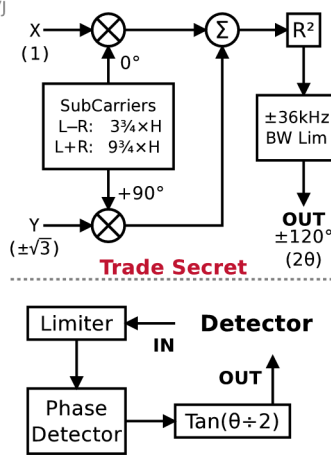 X
(1)
Σ
R²
0°
SubCarriers
L−R: 3¾×H
L+R: 9¾×H
±36kHz
BW Lim
+90°
Y
(±√3)
OUT
±120°
(2θ)
Trade Secret
Limiter
IN
Detector
OUT
Phase
Detector
Tan(θ÷2)